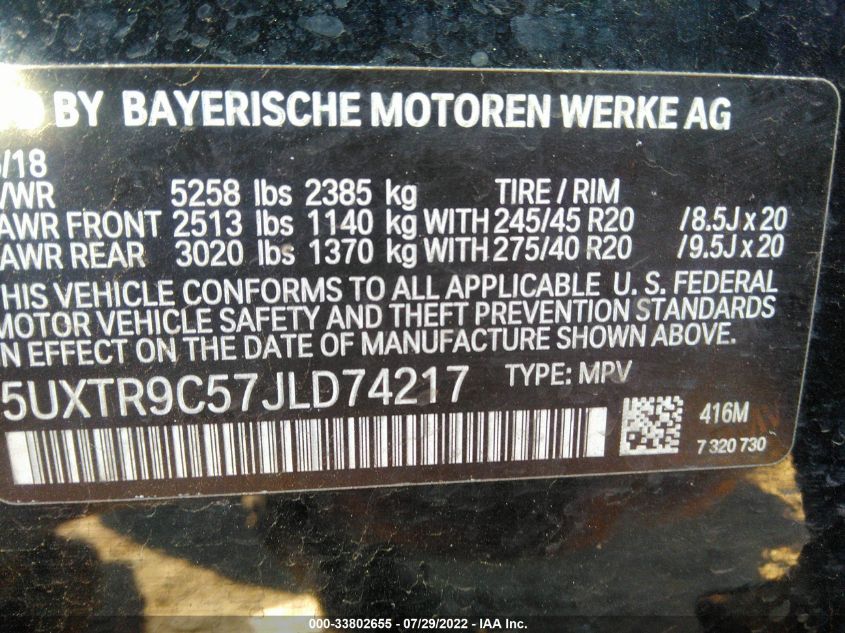 BY BAYERISCHE MOTOREN WERKE AG
/18
VWR 5258 lbs 2385 kg TIRE / RIM
AWR FRONT 2513 lbs 1140 kg WITH 245/45 R20 /8.5J x 20
AWR REAR 3020 lbs 1370 kg WITH 275/40 R20 /9.5J x 20
HIS VEHICLE CONFORMS TO ALL APPLICABLE U. S. FEDERAL
MOTOR VEHICLE SAFETY AND THEFT PREVENTION STANDARDS
N EFFECT ON THE DATE OF MANUFACTURE SHOWN ABOVE.
5UXTR9C57JLD74217 TYPE: MPV
416M
7 320 730
000-33802655 - 07/29/2022 - IAA Inc.